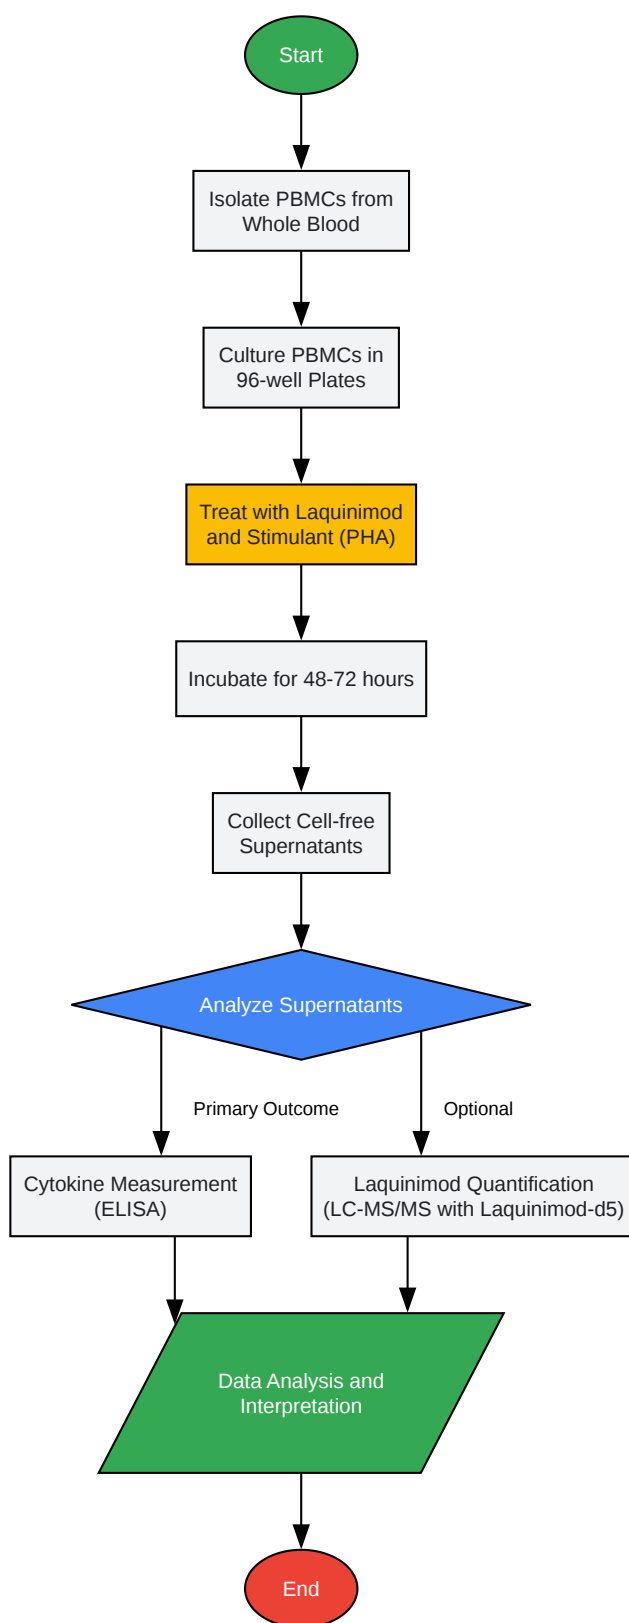 Start
Isolate PBMCs from
Whole Blood
Culture PBMCs in
96-well Plates
Treat with Laquinimod
and Stimulant (PHA)
Incubate for 48-72 hours
Collect Cell-free
Supernatants
Analyze Supernatants
Primary Outcome
Optional
Cytokine Measurement
(ELISA)
Laquinimod Quantification
(LC-MS/MS with Laquinimod-d5)
Data Analysis and
Interpretation
End